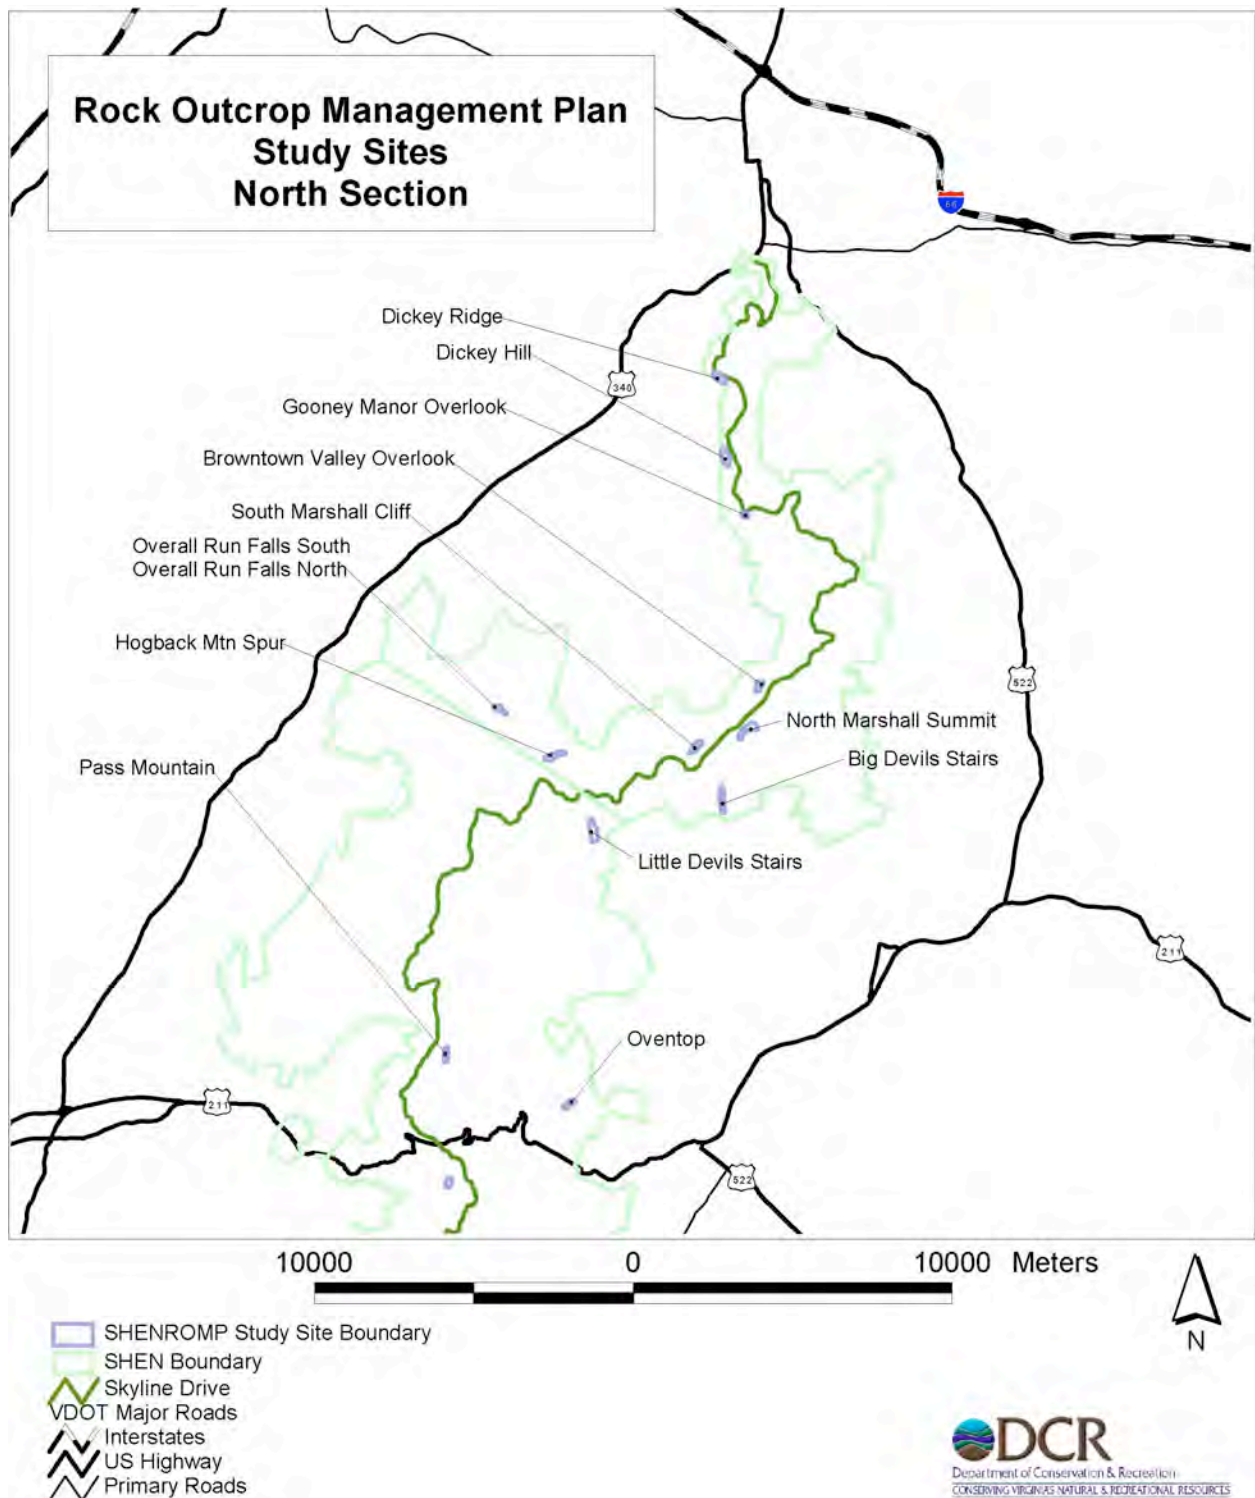 Rock Outcrop Management Plan
Study Sites
North Section
66
Dickey Ridge
Dickey Hill
340
Gooney Manor Overlook
Browntown Valley Overlook
South Marshall Cliff
Overall Run Falls South
Overall Run Falls North
Hogback Mtn Spur
522
North Marshall Summit
Pass Mountain
Big Devils Stairs
Little Devils Stairs
211
Oventop
211
522
10000 0 10000 Meters
N
SHENROMP Study Site Boundary
SHEN Boundary
Skyline Drive
VDOT Major Roads
Interstates
US Highway
Primary Roads
DCR
Department of Conservation & Recreation
CONSERVING VIRGINIA'S NATURAL & RECREATIONAL RESOURCES